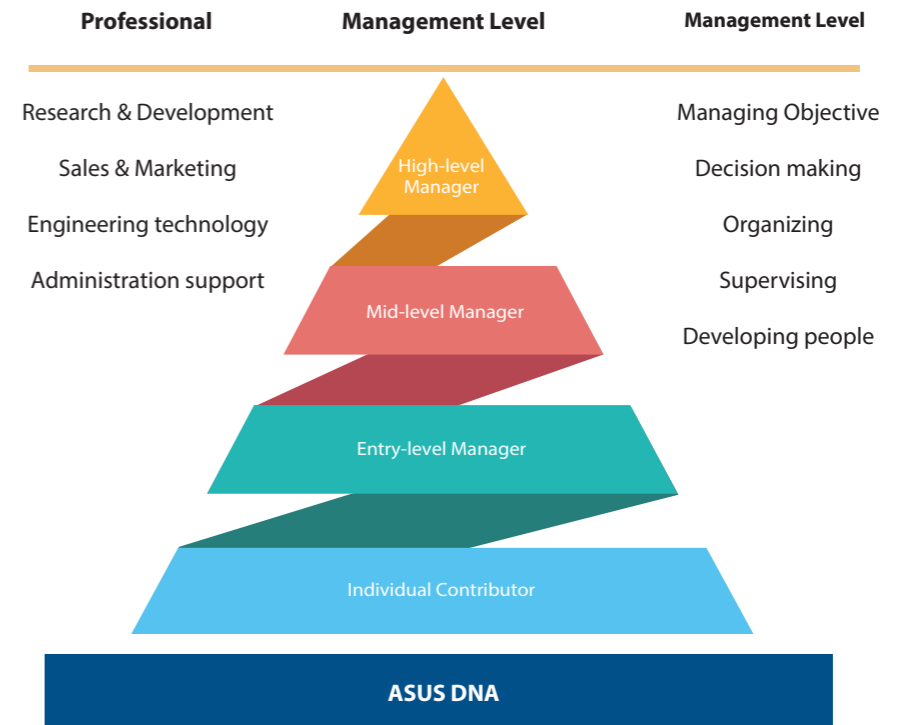 Professional
Management Level
Management Level
Research & Development
Sales & Marketing
Engineering technology
Administration support
High-level
Manager
Mid-level Manager
Entry-level Manager
Individual Contributor
Managing Objective
Decision making
Organizing
Supervising
Developing people
ASUS DNA